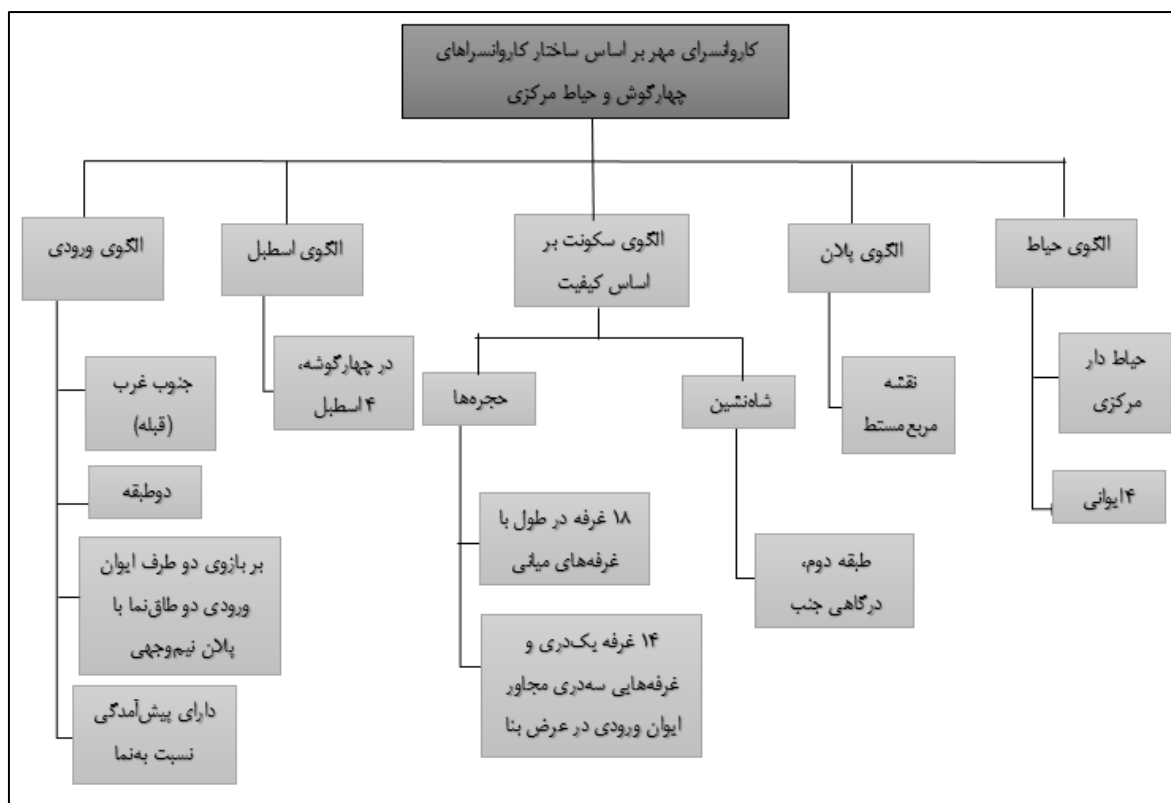 کاروانسرای مهر بر اساس ساختار کاروانسراهای
چهارگوش و حیاط مرکزی
الگوی حیاط
حیاط دار
مرکزی
۴ ایوانی
الگوی پلان
نقشه
مربع مستط
الگوی سکونت بر
اساس کیفیت
شاه‌نشین
طبقه دوم،
درگاهی جنب
حجره‌ها
۱۸ غرفه در طول با
غرفه‌های میانی
۱۴ غرفه یک‌دری و
غرفه‌هایی سه‌دری مجاور
ایوان ورودی در عرض بنا
الگوی اسطبل
در چهارگوشه،
۴ اسطبل
الگوی ورودی
جنوب غرب
(قبله)
دوطبقه
بر بازوی دو طرف ایوان
ورودی دو طاق‌نما با
پلان نیم‌وجهی
دارای پیش‌آمدگی
نسبت به‌نما